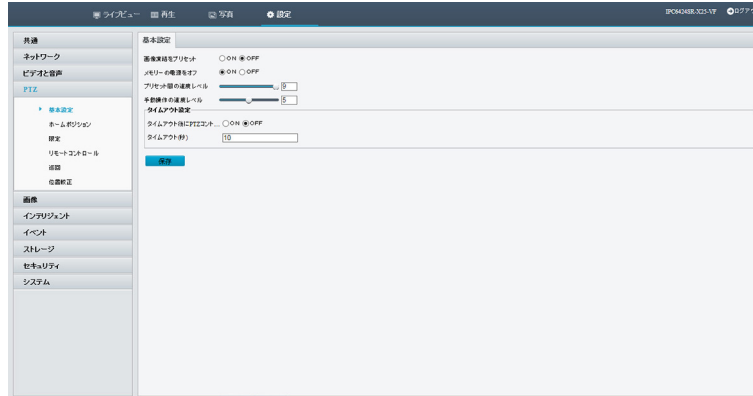 ライブビュー 再生 写真 設定 IPC6424SR-X25-VF ログアウ
共通
ネットワーク
ビデオと音声
PTZ
基本設定
ホームポジション
限定
リモートコントロール
巡回
位置較正
画像
インテリジェント
イベント
ストレージ
セキュリティ
システム
基本設定
画像凍結をプリセット ON OFF
メモリーの電源をオフ ON OFF
プリセット間の速度レベル 9
手動操作の速度レベル 5
タイムアウト設定
タイムアウト後にPTZコント... ON OFF
タイムアウト(秒) 10
保存